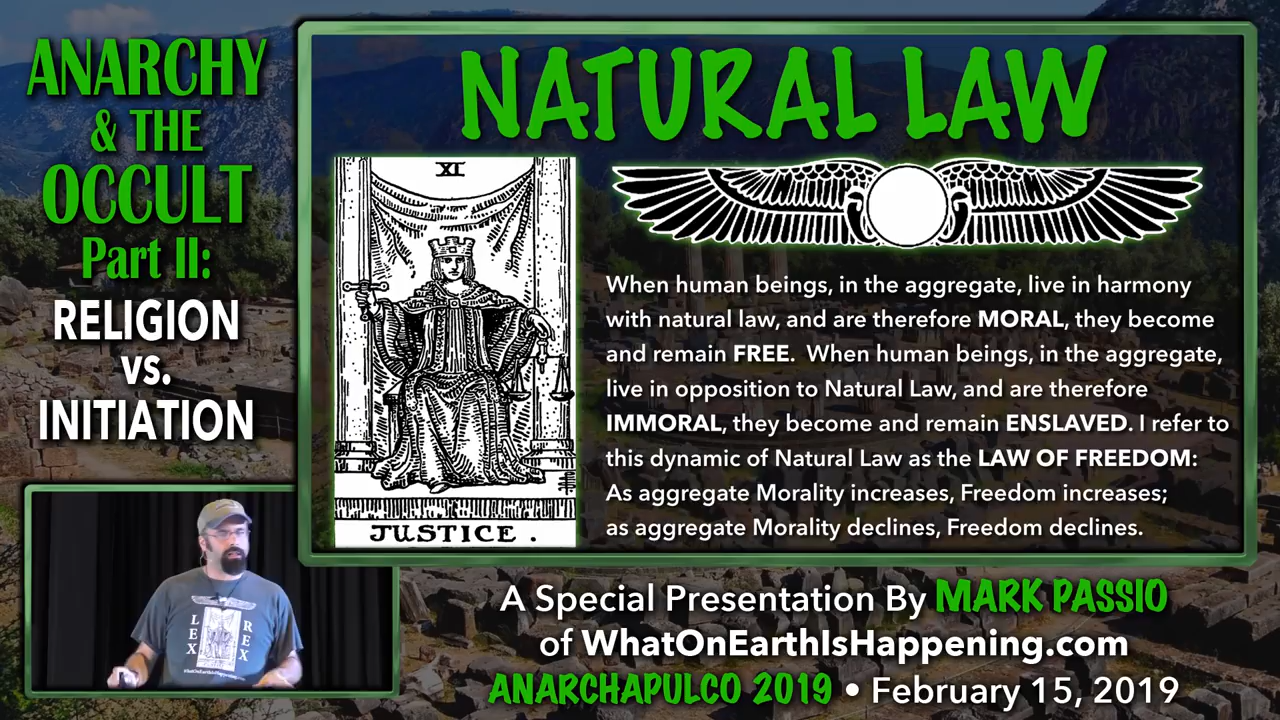 ANARCHY
& THE
OCCULT
Part II:
RELIGION
vs.
INITIATION
NATURAL LAW
XI
JUSTICE.
When human beings, in the aggregate, live in harmony
with natural law, and are therefore MORAL, they become
and remain FREE.  When human beings, in the aggregate,
live in opposition to Natural Law, and are therefore
IMMORAL, they become and remain ENSLAVED. I refer to
this dynamic of Natural Law as the LAW OF FREEDOM:
As aggregate Morality increases, Freedom increases;
as aggregate Morality declines, Freedom declines.
LEX
REX
WhatOnEarthIsHappening.com
A Special Presentation By MARK PASSIO
of WhatOnEarthIsHappening.com
ANARCHAPULCO 2019 • February 15, 2019